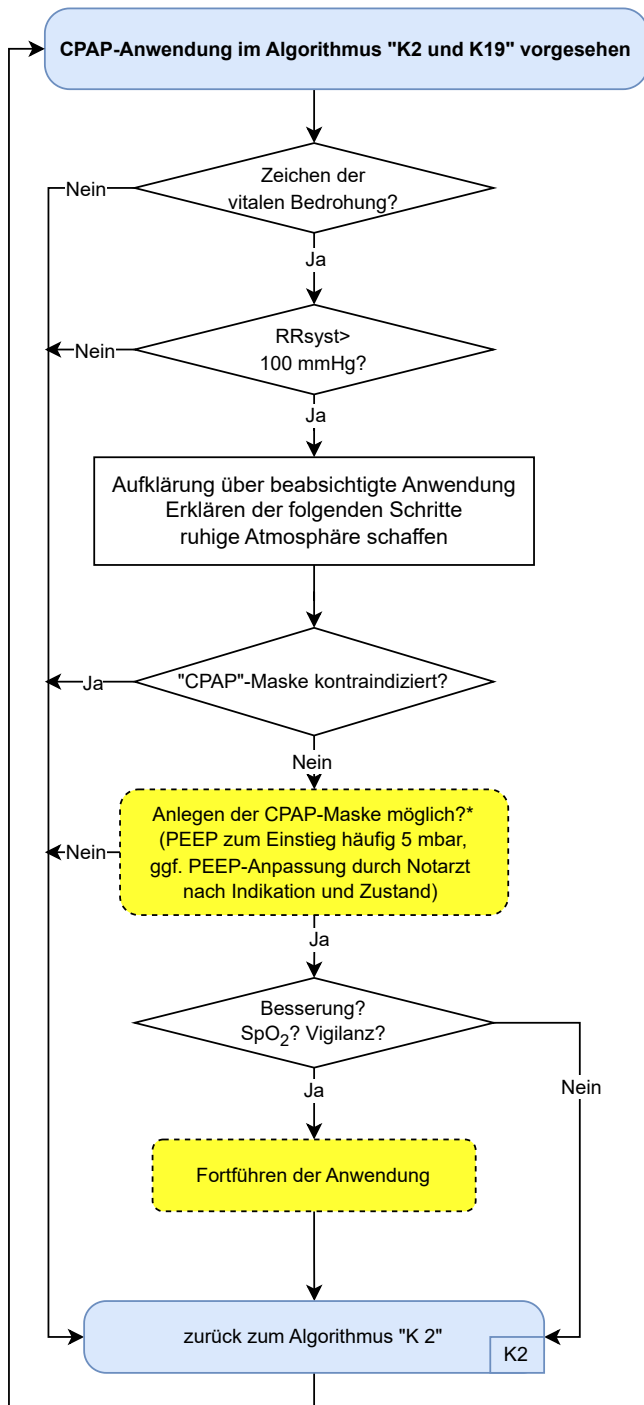 CPAP-Anwendung im Algorithmus "K2 und K19" vorgesehen
Zeichen der
vitalen Bedrohung?
Nein
Ja
RRsyst>
100 mmHg?
Nein
Ja
Aufklärung über beabsichtigte Anwendung
Erklären der folgenden Schritte
ruhige Atmosphäre schaffen
"CPAP"-Maske kontraindiziert?
Ja
Nein
Anlegen der CPAP-Maske möglich?*
(PEEP zum Einstieg häufig 5 mbar,
ggf. PEEP-Anpassung durch Notarzt
nach Indikation und Zustand)
Nein
Ja
Besserung?
SpO₂? Vigilanz?
Nein
Ja
Fortführen der Anwendung
zurück zum Algorithmus "K 2"
K2